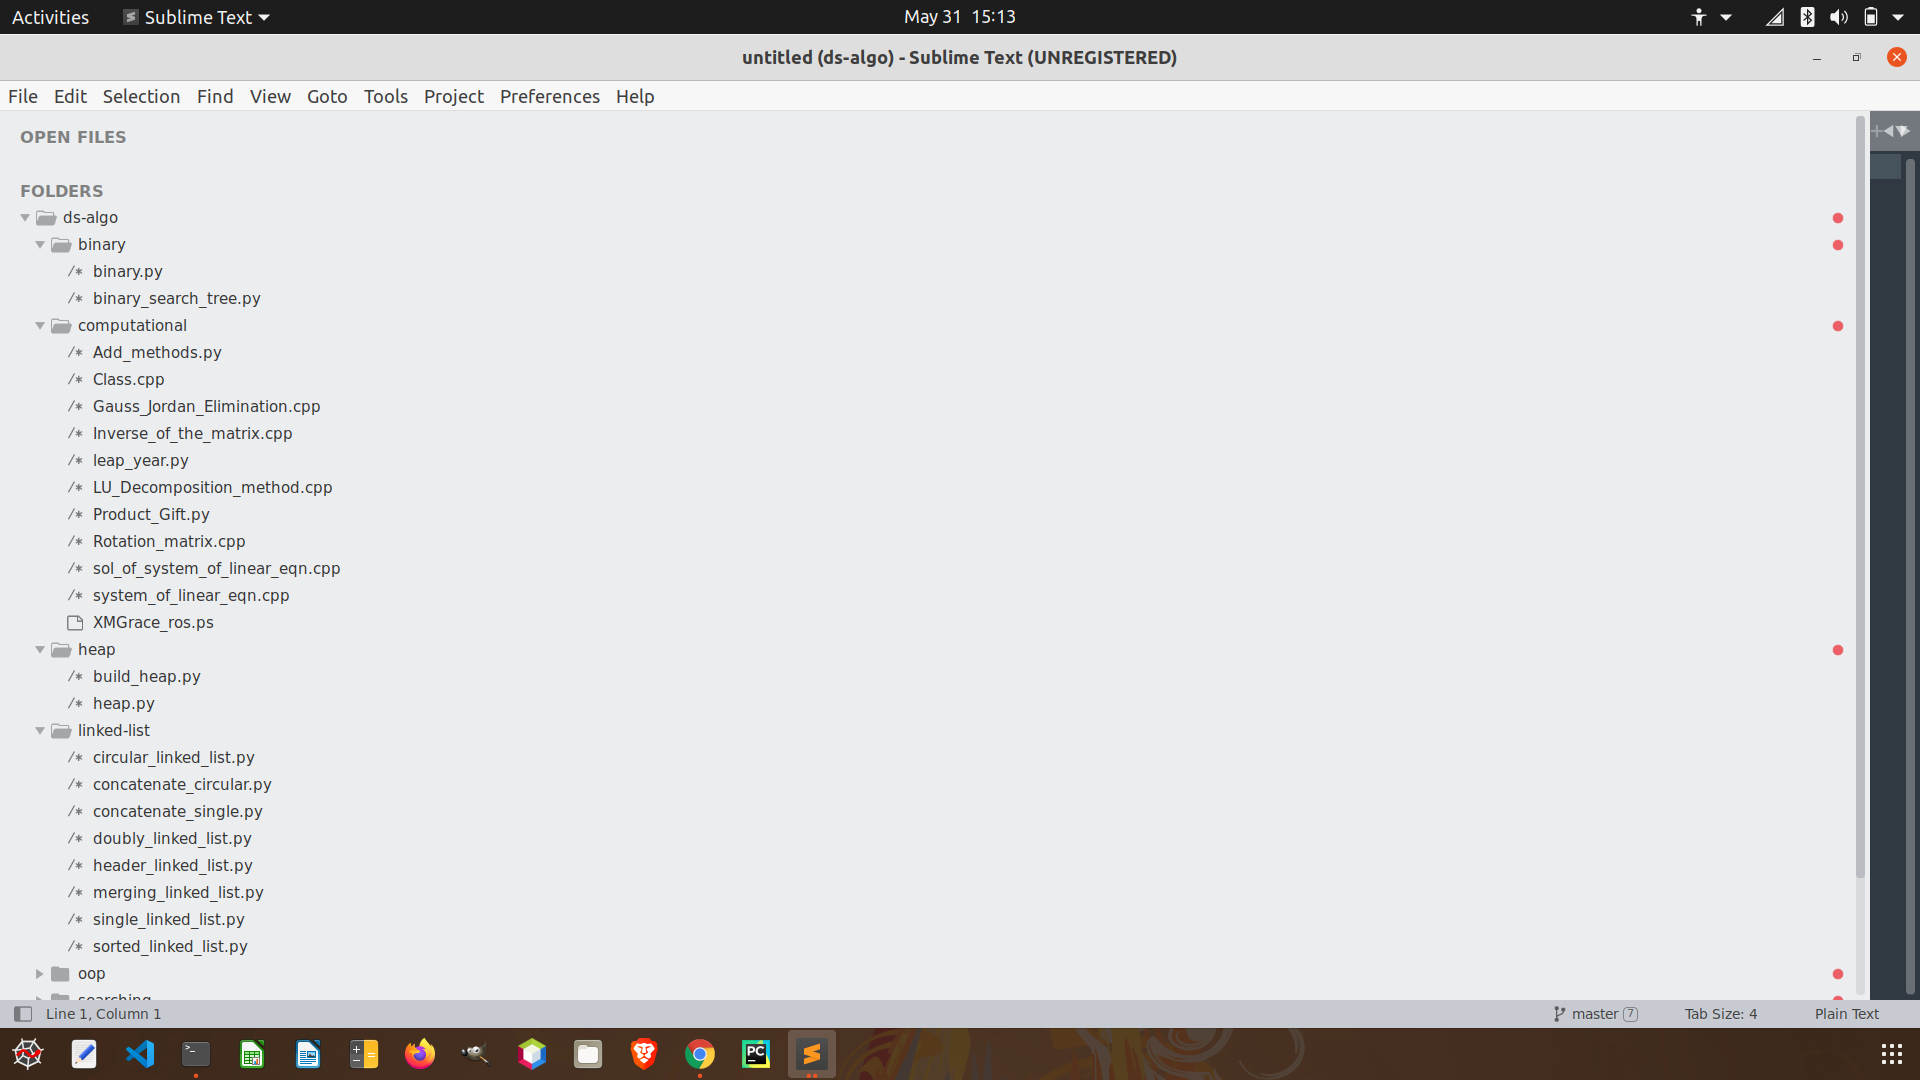 Activities Sublime Text May 31 15:13
untitled (ds-algo) - Sublime Text (UNREGISTERED)
File Edit Selection Find View Goto Tools Project Preferences Help
OPEN FILES
FOLDERS
ds-algo
binary
/* binary.py
/* binary_search_tree.py
computational
/* Add_methods.py
/* Class.cpp
/* Gauss_Jordan_Elimination.cpp
/* Inverse_of_the_matrix.cpp
/* leap_year.py
/* LU_Decomposition_method.cpp
/* Product_Gift.py
/* Rotation_matrix.cpp
/* sol_of_system_of_linear_eqn.cpp
/* system_of_linear_eqn.cpp
XMGrace_ros.ps
heap
/* build_heap.py
/* heap.py
linked-list
/* circular_linked_list.py
/* concatenate_circular.py
/* concatenate_single.py
/* doubly_linked_list.py
/* header_linked_list.py
/* merging_linked_list.py
/* single_linked_list.py
/* sorted_linked_list.py
oop
searching
Line 1, Column 1 master 7 Tab Size: 4 Plain Text
PC